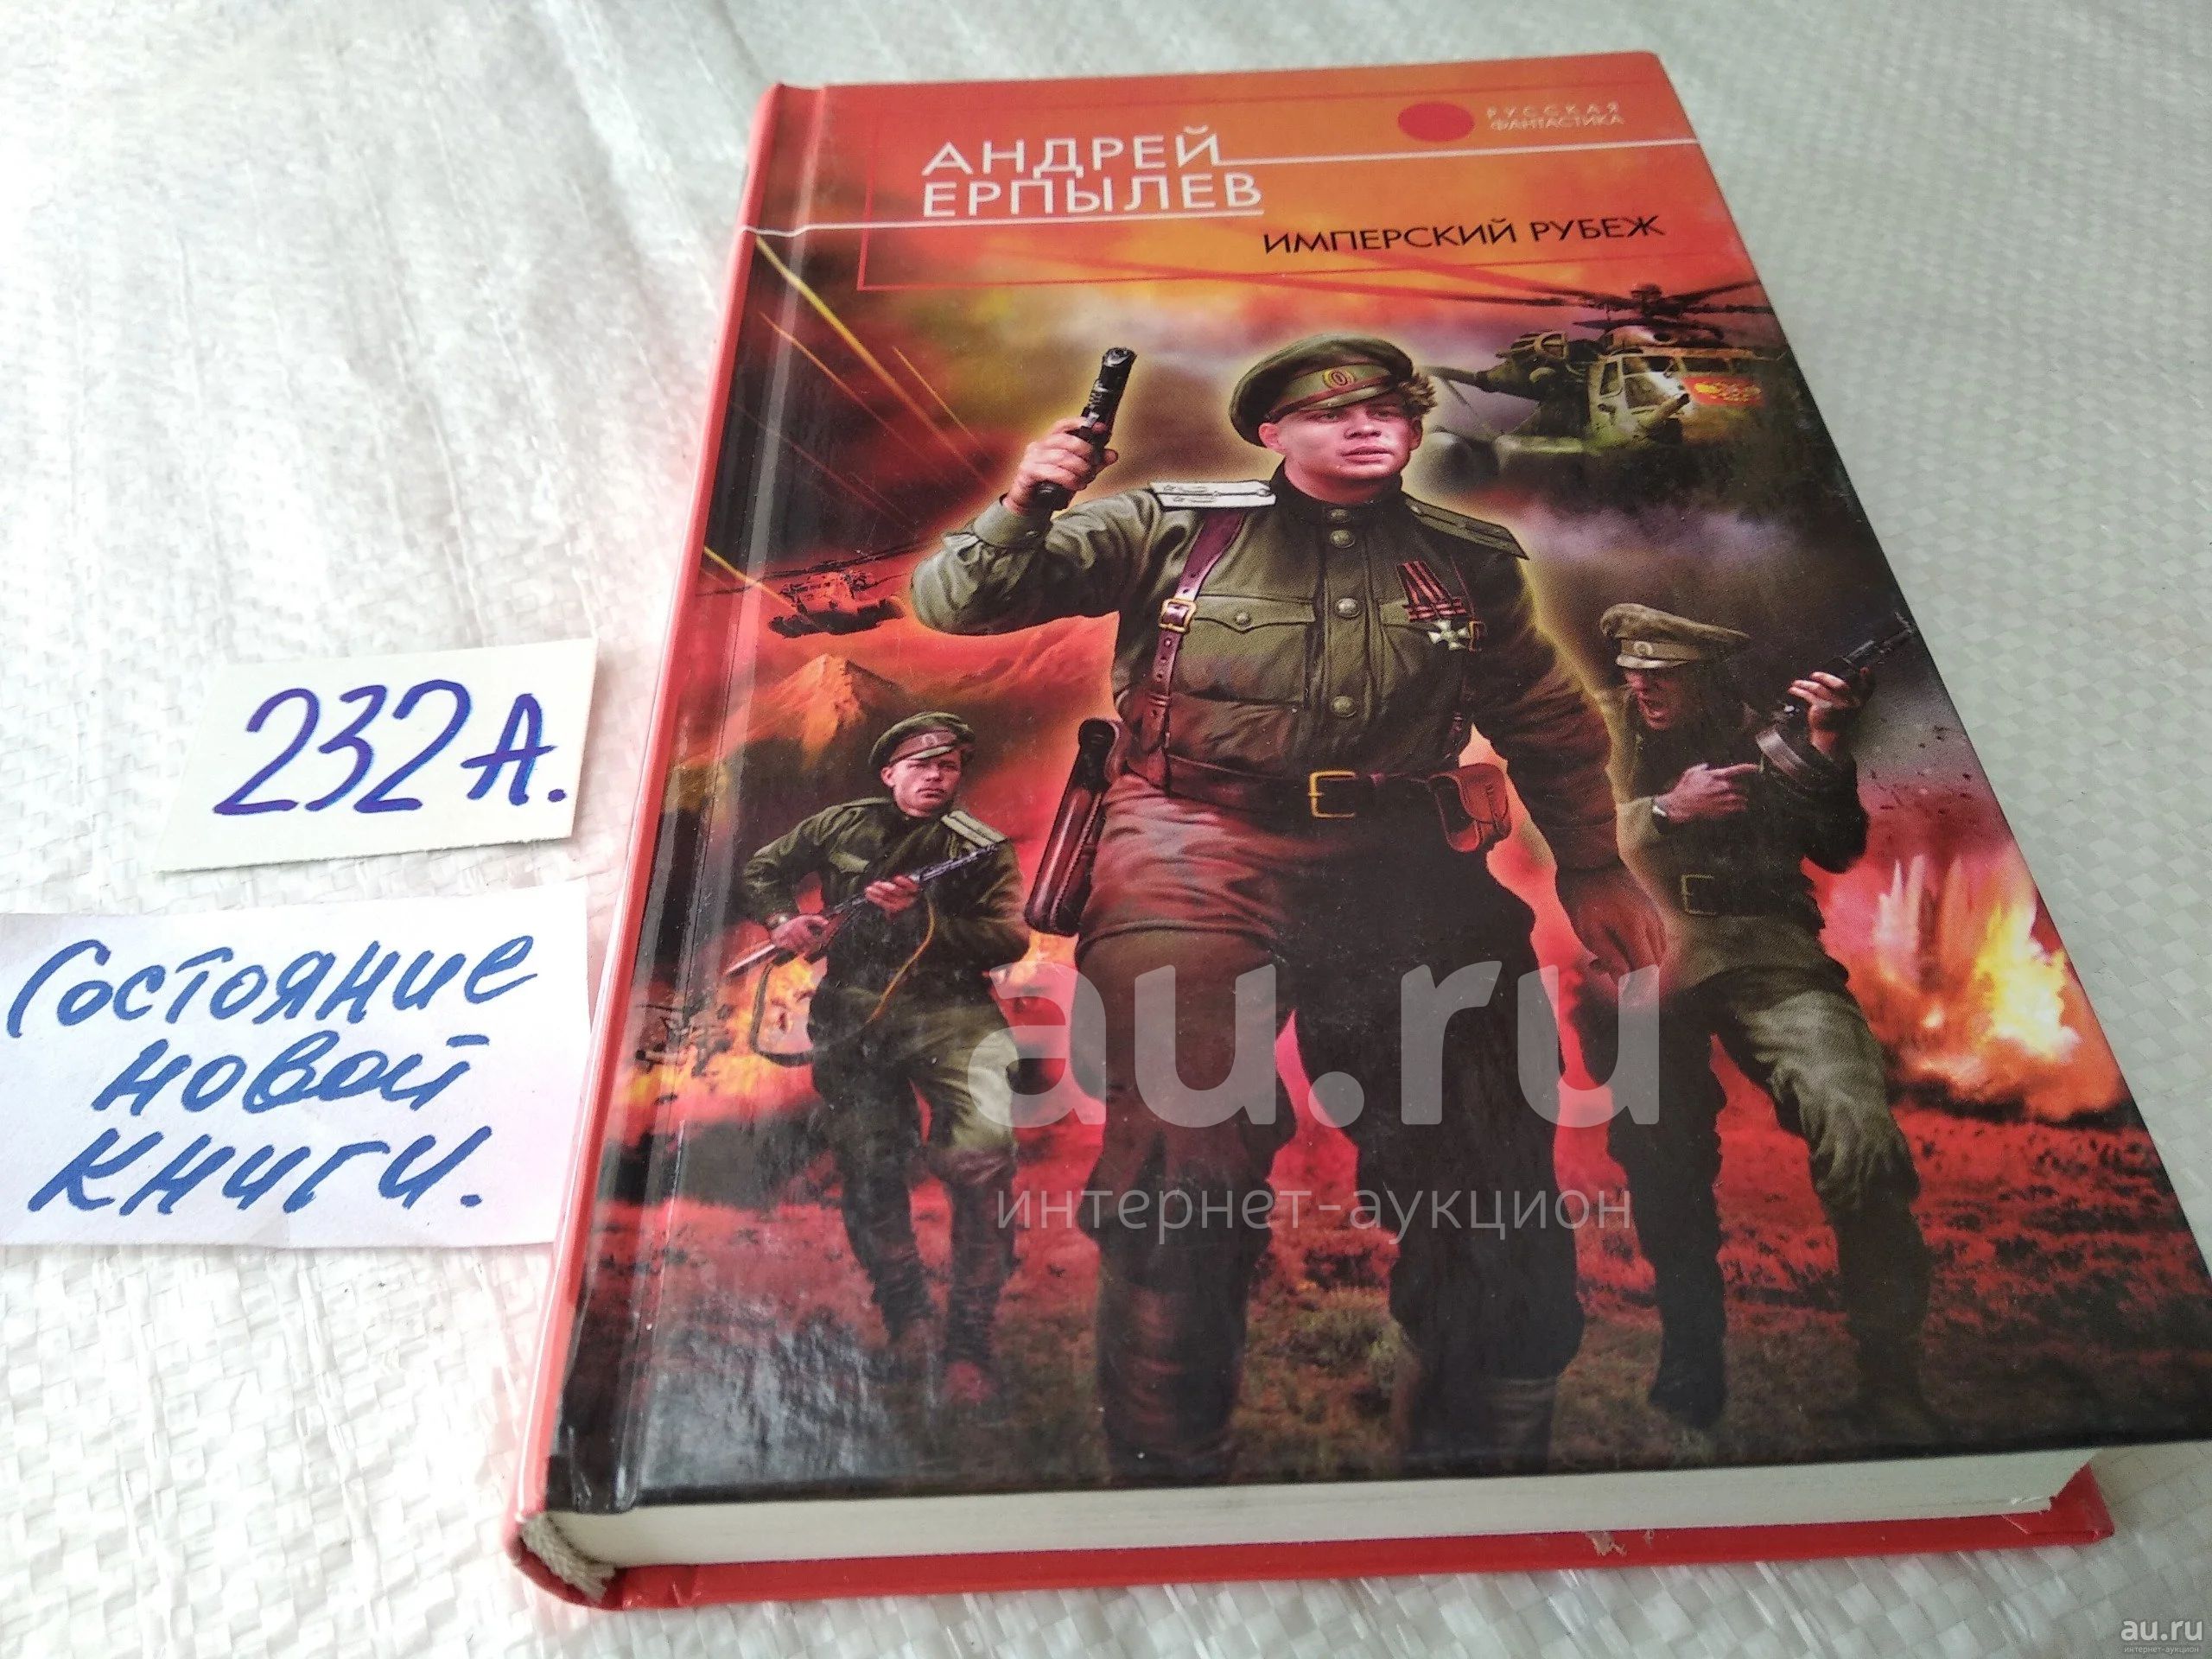 РУССКАЯ
ФАНТАСТИКА
АНДРЕЙ
ЕРПЫЛЕВ
ИМПЕРСКИЙ РУБЕЖ
232А.
Состояние
новой
книги.
au.ru
интернет-аукцион
au.ru
интернет-аукцион